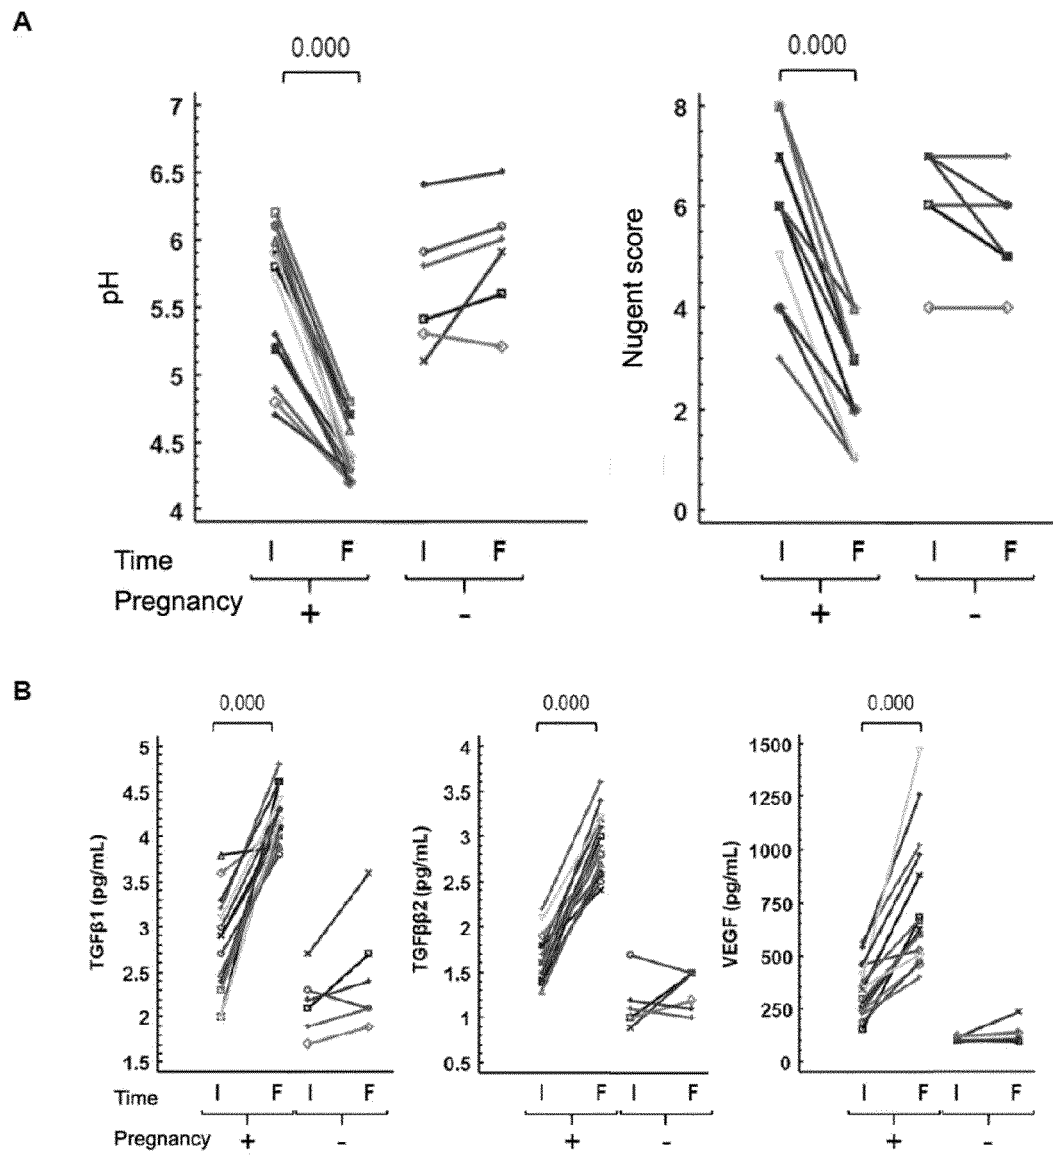 A
0.000 0.000
7 8
6.5
6 6
5.5
pH Nugent score
5 4
4.5 2
4 0
I F I F I F I F
Time
Pregnancy + - + -
B
0.000 0.000 0.000
5 4 1500
4.5 3.5 1250
4 3 1000
3.5 2.5 750
TGFβ1 (pg/mL) TGFββ2 (pg/mL) VEGF (pg/mL)
3 2 500
2.5 1.5 250
2 1 0
1.5 0.5
Time I F I F I F I F I F I F
Pregnancy + - + - + -